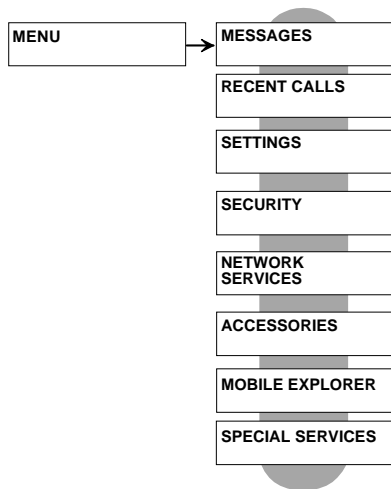 MENU
MESSAGES
RECENT CALLS
SETTINGS
SECURITY
NETWORK
SERVICES
ACCESSORIES
MOBILE EXPLORER
SPECIAL SERVICES